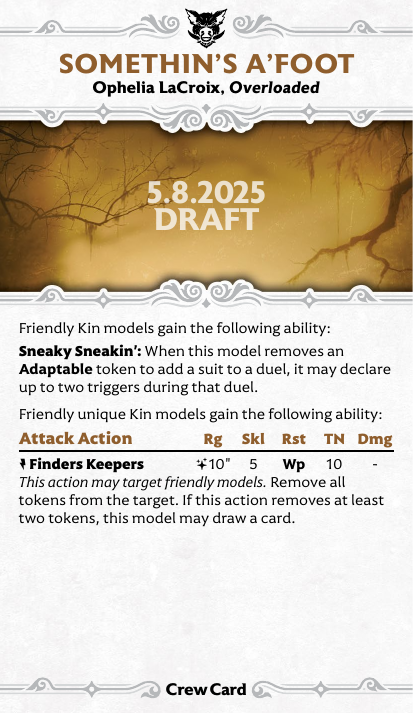 SOMETHIN'S A'FOOT
Ophelia LaCroix, Overloaded
5.8.2025
DRAFT
Friendly Kin models gain the following ability:
Sneaky Sneakin': When this model removes an
Adaptable token to add a suit to a duel, it may declare
up to two triggers during that duel.
Friendly unique Kin models gain the following ability:
Attack Action Rg Skl Rst TN Dmg
Finders Keepers 10" 5 Wp 10 -
This action may target friendly models. Remove all
tokens from the target. If this action removes at least
two tokens, this model may draw a card.
Crew Card